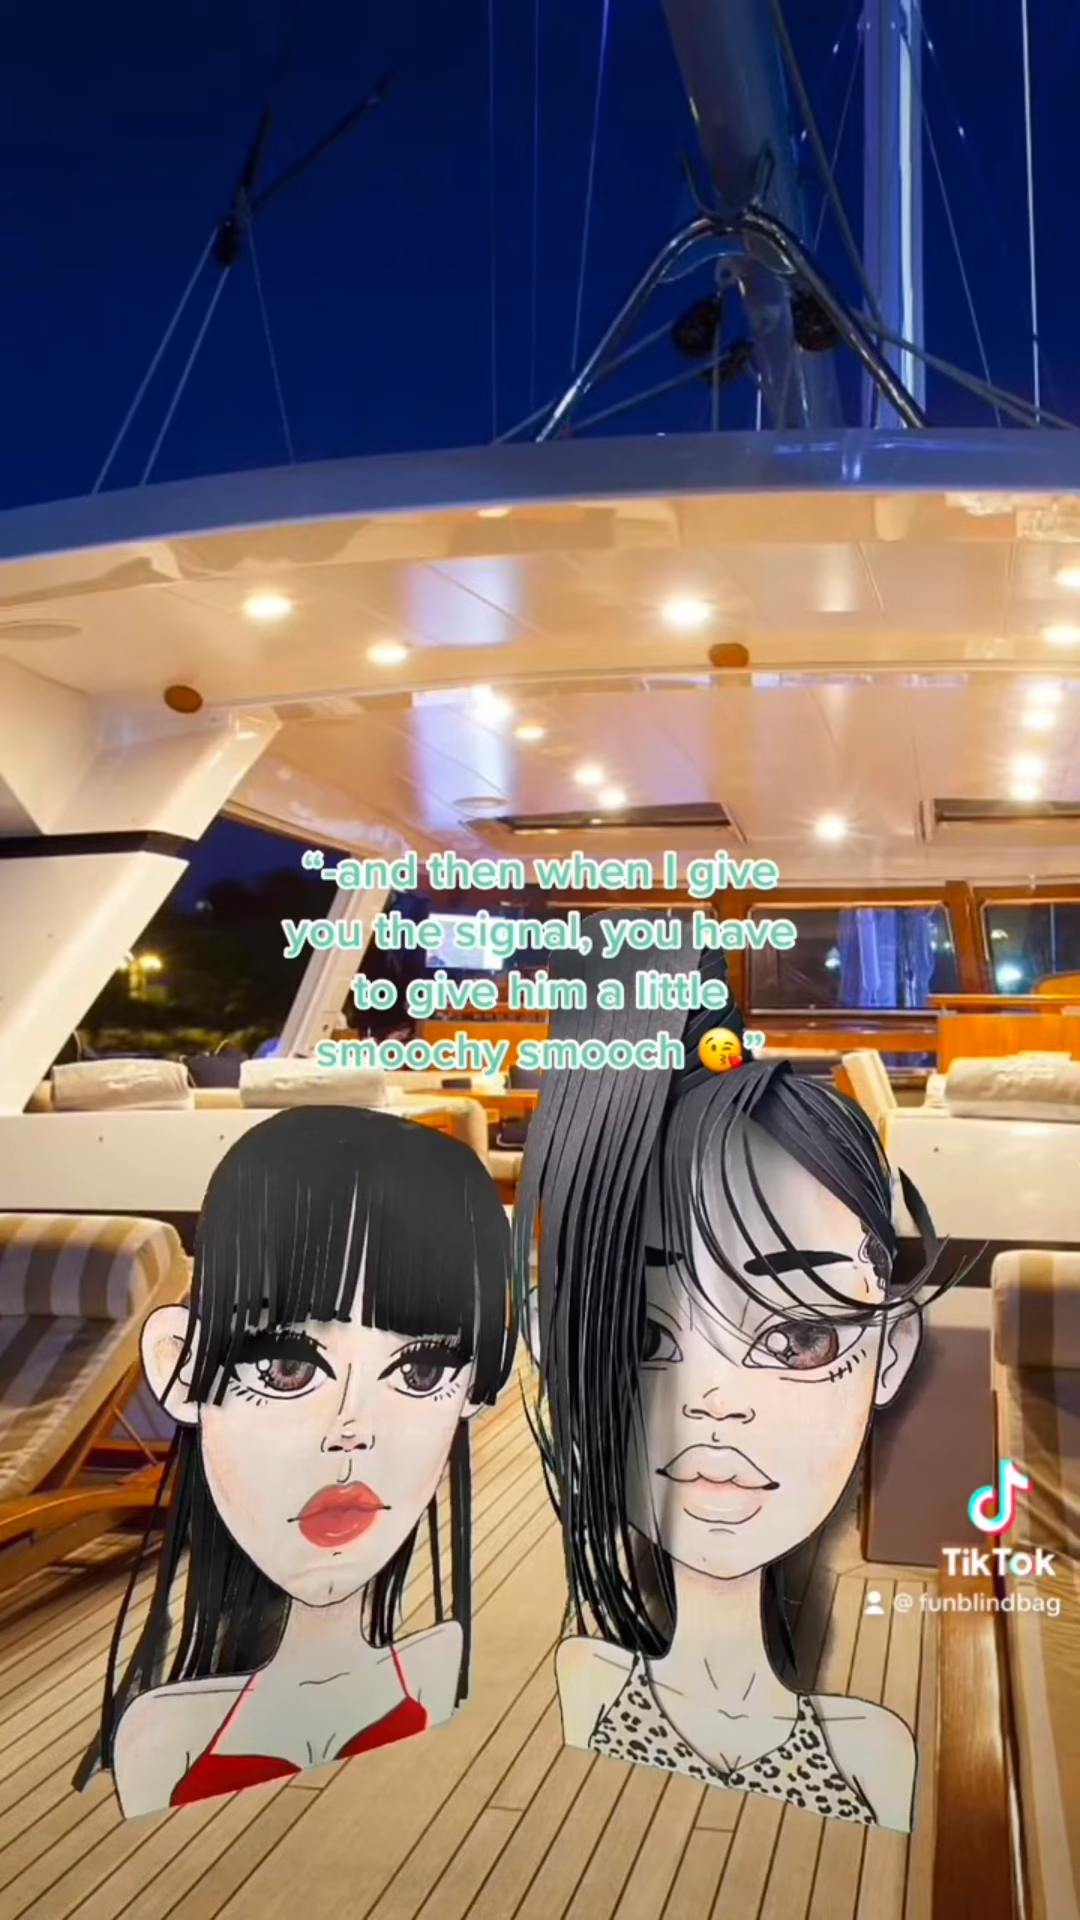 “-and then when I give
you the signal, you have
to give him a little
smoochy smooch 😘”
TikTok
@funblindbag